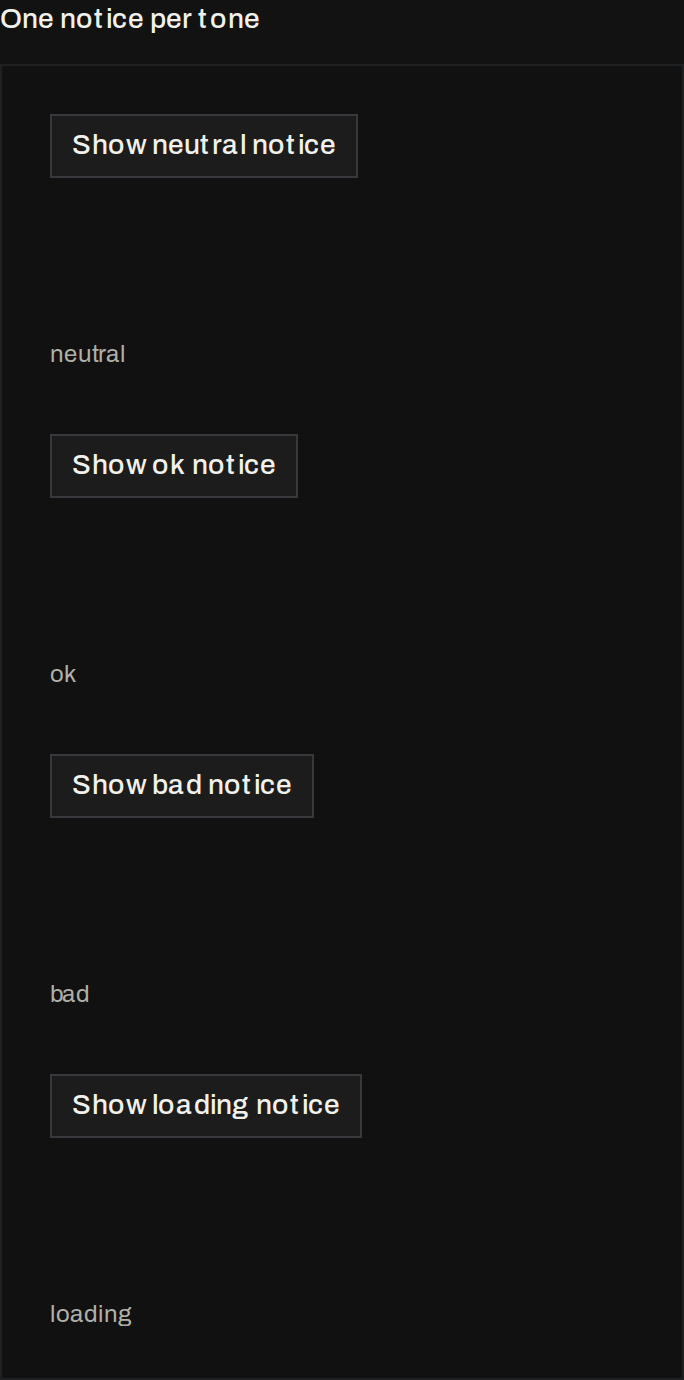 One notice per tone
Show neutral notice
neutral
Show ok notice
ok
Show bad notice
bad
Show loading notice
loading